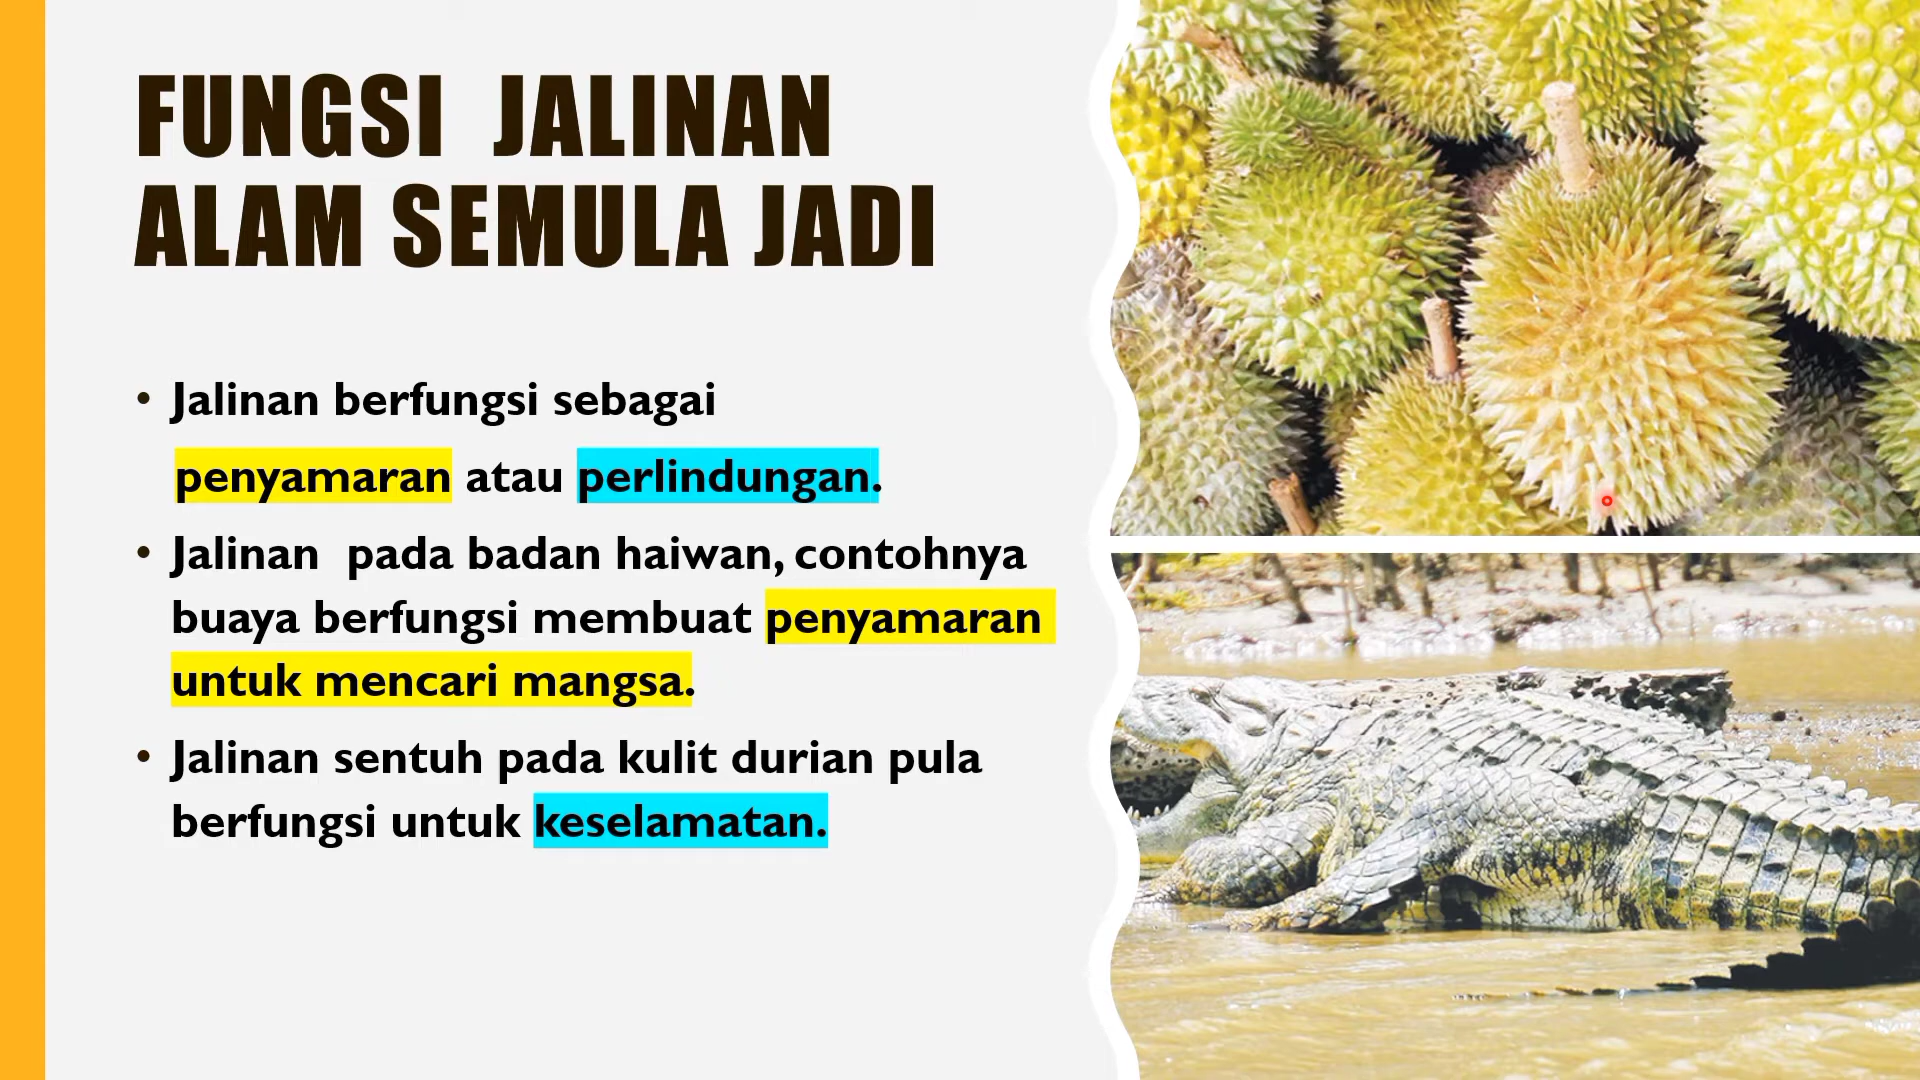 FUNGSI JALINAN
ALAM SEMULA JADI
• Jalinan berfungsi sebagai
penyamaran atau perlindungan.
• Jalinan pada badan haiwan, contohnya
buaya berfungsi membuat penyamaran
untuk mencari mangsa.
• Jalinan sentuh pada kulit durian pula
berfungsi untuk keselamatan.